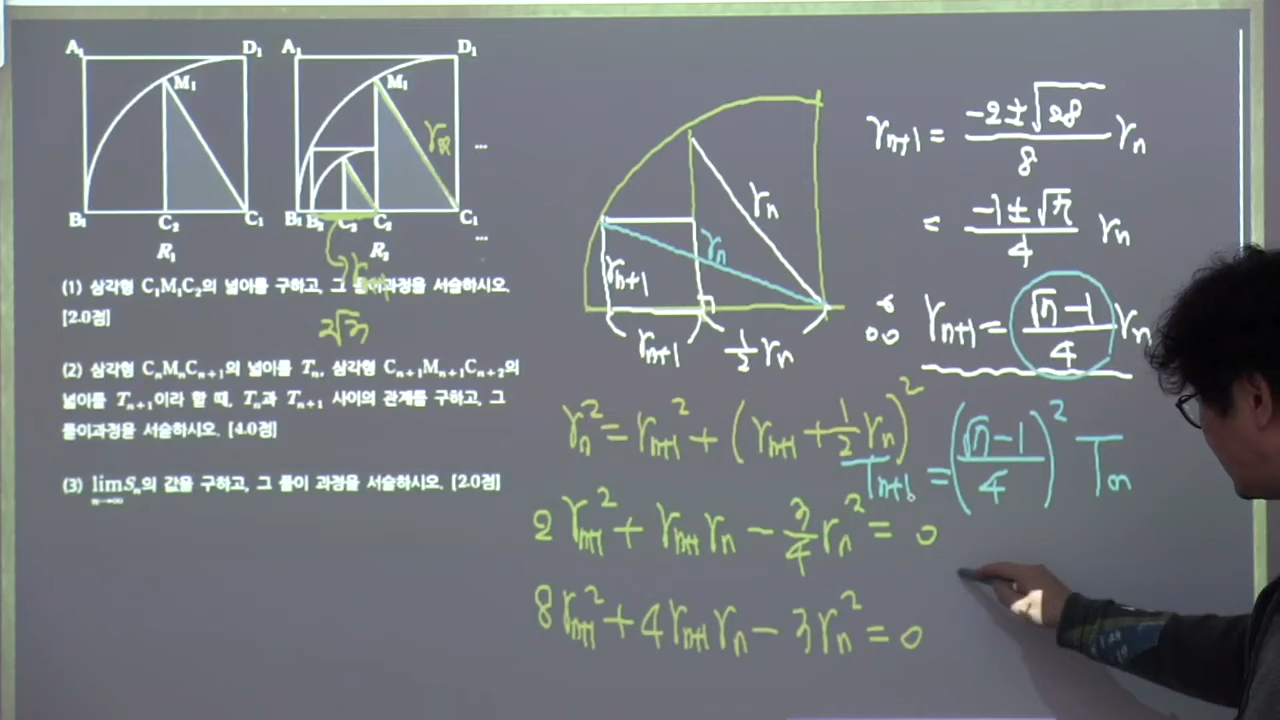 A₁ D₁ A₁ D₁
M₁ M₁
rₙ
...
B₁ C₂ C₁ B₁ B₂ C₃ C₂ C₁
R₁ R₂ ...
(1) 삼각형 C₁M₁C₂의 넓이를 구하고, 그 풀이과정을 서술하시오.
[2.0점]
2√3
(2) 삼각형 CₙMₙCₙ₊₁의 넓이를 Tₙ, 삼각형 Cₙ₊₁Mₙ₊₁Cₙ₊₂의
넓이를 Tₙ₊₁이라 할 때, Tₙ과 Tₙ₊₁ 사이의 관계를 구하고, 그
풀이과정을 서술하시오. [4.0점]
(3) lim Sₙ의 값을 구하고, 그 풀이 과정을 서술하시오. [2.0점]
n→∞
rₙ
rₙ
rₙ₊₁
rₙ₊₁ ½rₙ
rₙ² = rₙ₊₁² + (rₙ₊₁ + ½rₙ)²
2rₙ₊₁² + rₙ₊₁rₙ − ¾rₙ² = 0
8rₙ₊₁² + 4rₙ₊₁rₙ − 3rₙ² = 0
rₙ₊₁ = (-2±√28)/8 rₙ
= (-1±√7)/4 rₙ
∴ rₙ₊₁ = (√7-1)/4 rₙ
Tₙ₊₁ = ((√7-1)/4)² Tₙ